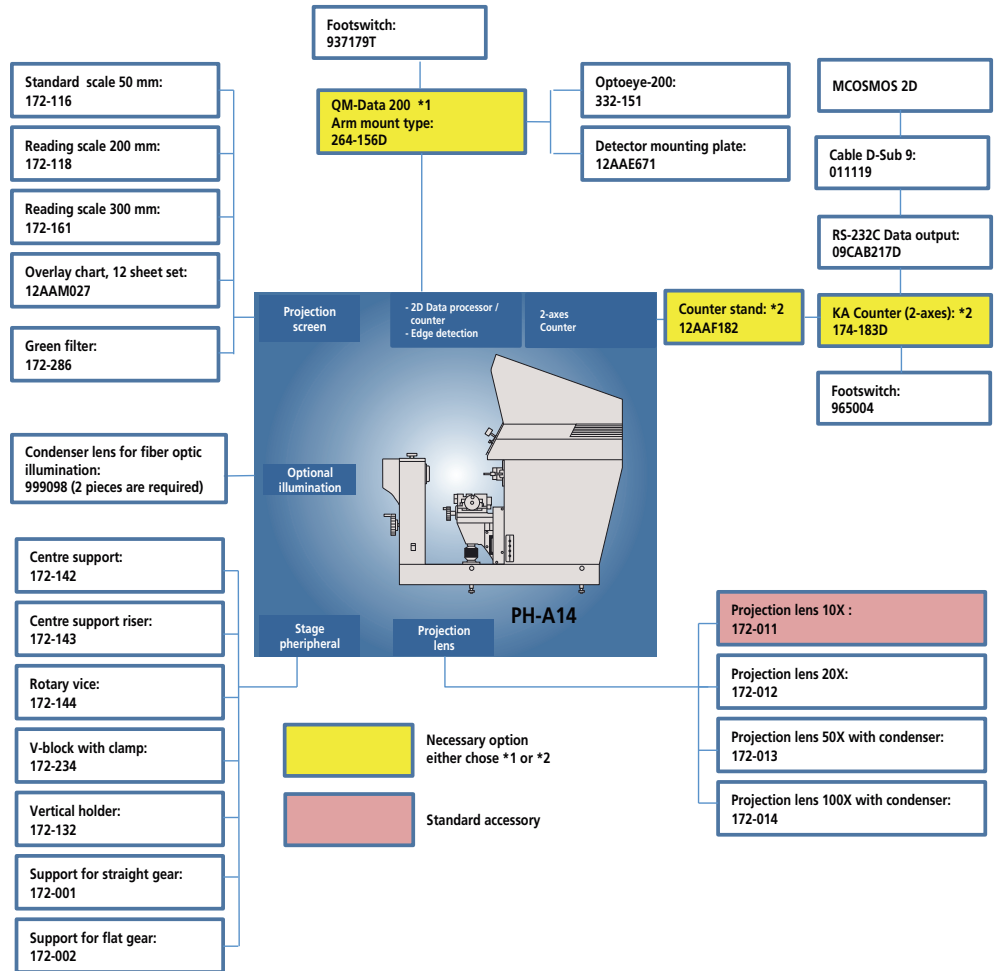 Footswitch:
937179T
Standard scale 50 mm:
172-116
Reading scale 200 mm:
172-118
Reading scale 300 mm:
172-161
Overlay chart, 12 sheet set:
12AAM027
Green filter:
172-286
QM-Data 200 *1
Arm mount type:
264-156D
Optoeye-200:
332-151
Detector mounting plate:
12AAE671
MCOSMOS 2D
Cable D-Sub 9:
011119
RS-232C Data output:
09CAB217D
Counter stand: *2
12AAF182
KA Counter (2-axes): *2
174-183D
Footswitch:
965004
Projection
screen
- 2D Data processor /
counter
- Edge detection
2-axes
Counter
Condenser lens for fiber optic
illumination:
999098 (2 pieces are required)
Optional
illumination
PH-A14
Stage
pheripheral
Projection
lens
Centre support:
172-142
Centre support riser:
172-143
Rotary vice:
172-144
V-block with clamp:
172-234
Vertical holder:
172-132
Support for straight gear:
172-001
Support for flat gear:
172-002
Projection lens 10X :
172-011
Projection lens 20X:
172-012
Projection lens 50X with condenser:
172-013
Projection lens 100X with condenser:
172-014
Necessary option
either chose *1 or *2
Standard accessory